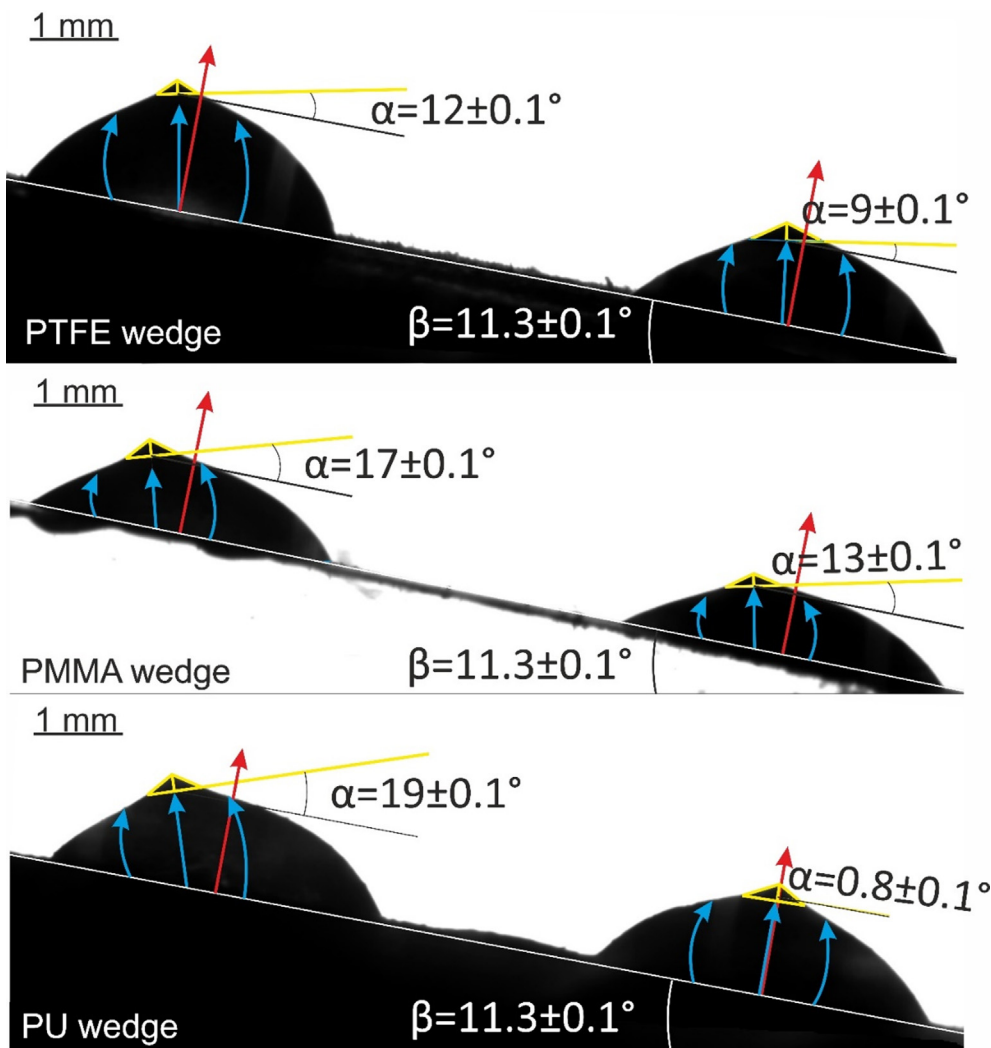 1 mm
α=12±0.1°
α=9±0.1°
β=11.3±0.1°
PTFE wedge
1 mm
α=17±0.1°
α=13±0.1°
β=11.3±0.1°
PMMA wedge
1 mm
α=19±0.1°
α=0.8±0.1°
β=11.3±0.1°
PU wedge